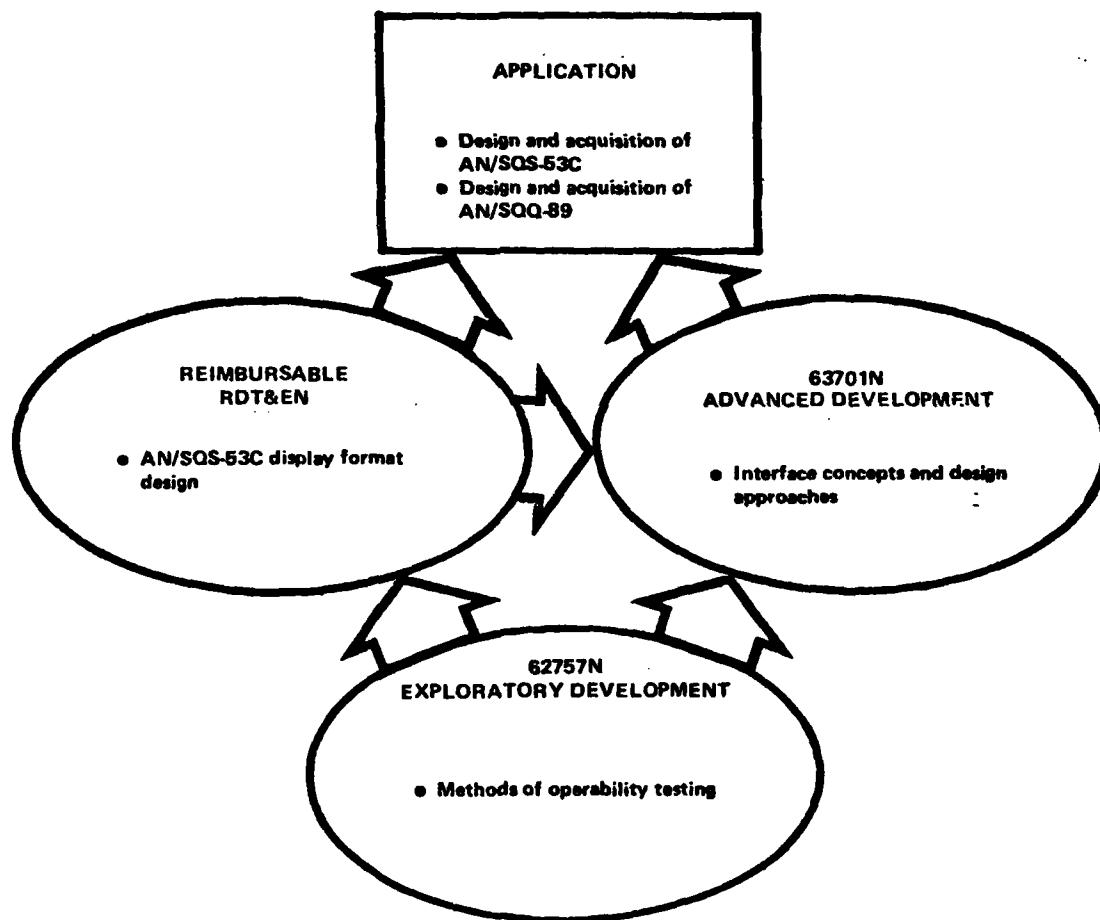 APPLICATION
● Design and acquisition of
AN/SQS-53C
● Design and acquisition of
AN/SQQ-89
REIMBURSABLE
RDT&EN
● AN/SQS-53C display format
design
63701N
ADVANCED DEVELOPMENT
● Interface concepts and design
approaches
62757N
EXPLORATORY DEVELOPMENT
● Methods of operability testing